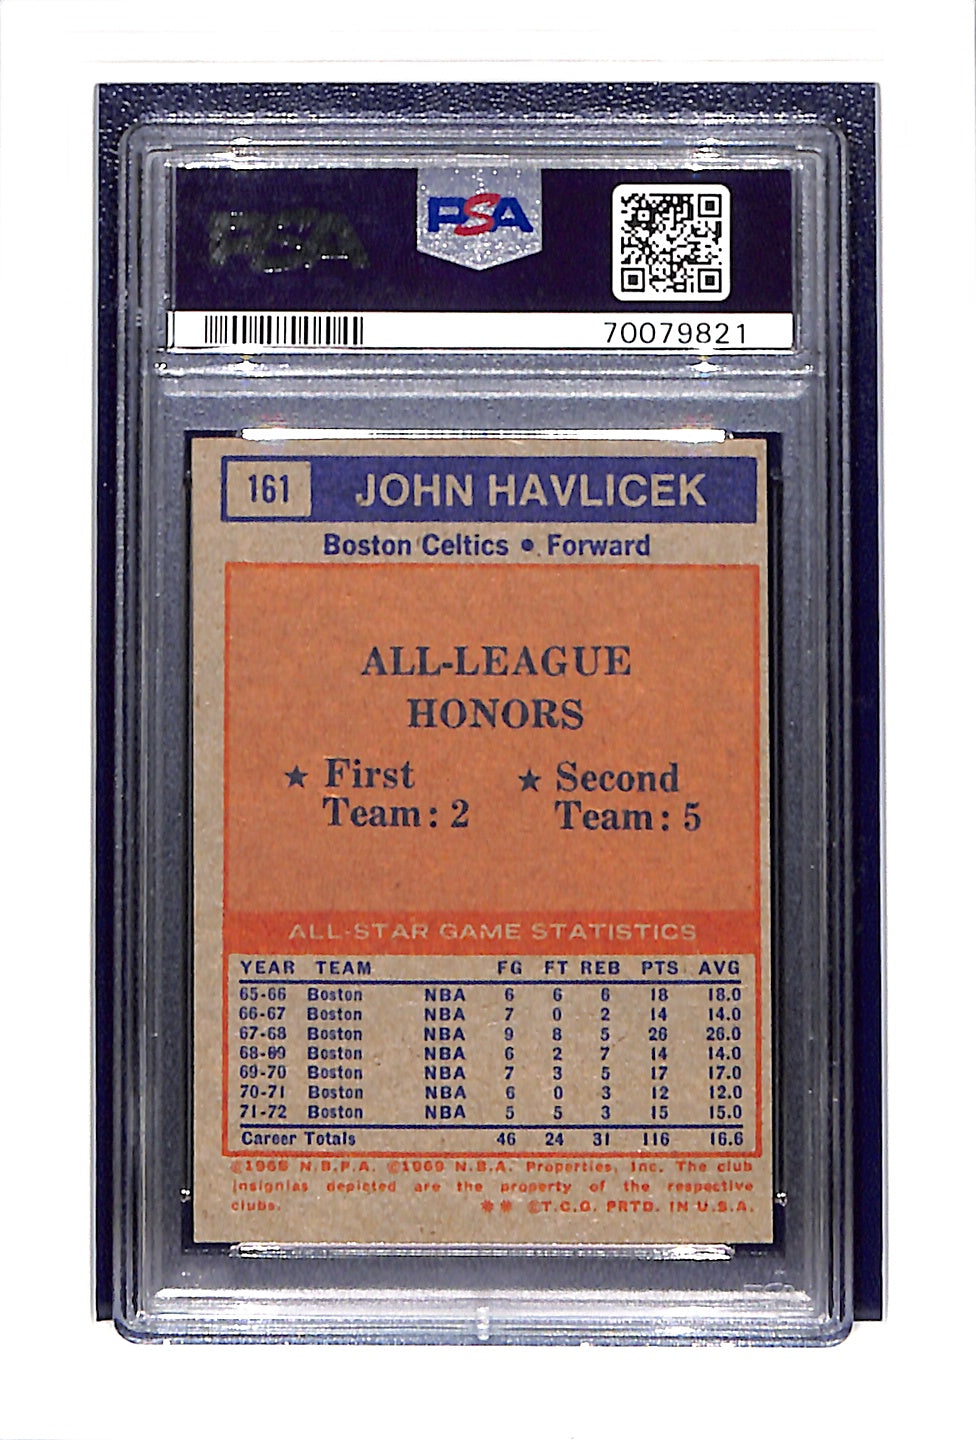 PSA
PSA
70079821
161 JOHN HAVLICEK
Boston Celtics • Forward
ALL-LEAGUE
HONORS
★ First Team: 2
★ Second Team: 5
ALL-STAR GAME STATISTICS
YEAR TEAM FG FT REB PTS AVG
65-66 Boston NBA 6 6 6 18 18.0
66-67 Boston NBA 7 0 2 14 14.0
67-68 Boston NBA 9 8 5 26 26.0
68-69 Boston NBA 6 2 7 14 14.0
69-70 Boston NBA 7 3 5 17 17.0
70-71 Boston NBA 6 0 3 12 12.0
71-72 Boston NBA 5 5 3 15 15.0
Career Totals 46 24 31 116 16.6
©1969 N.B.P.A. ©1969 N.B.A. Properties, Inc. The club
insignias depicted are the property of the respective
clubs. ** ©T.C.G. PRTD. IN U.S.A.